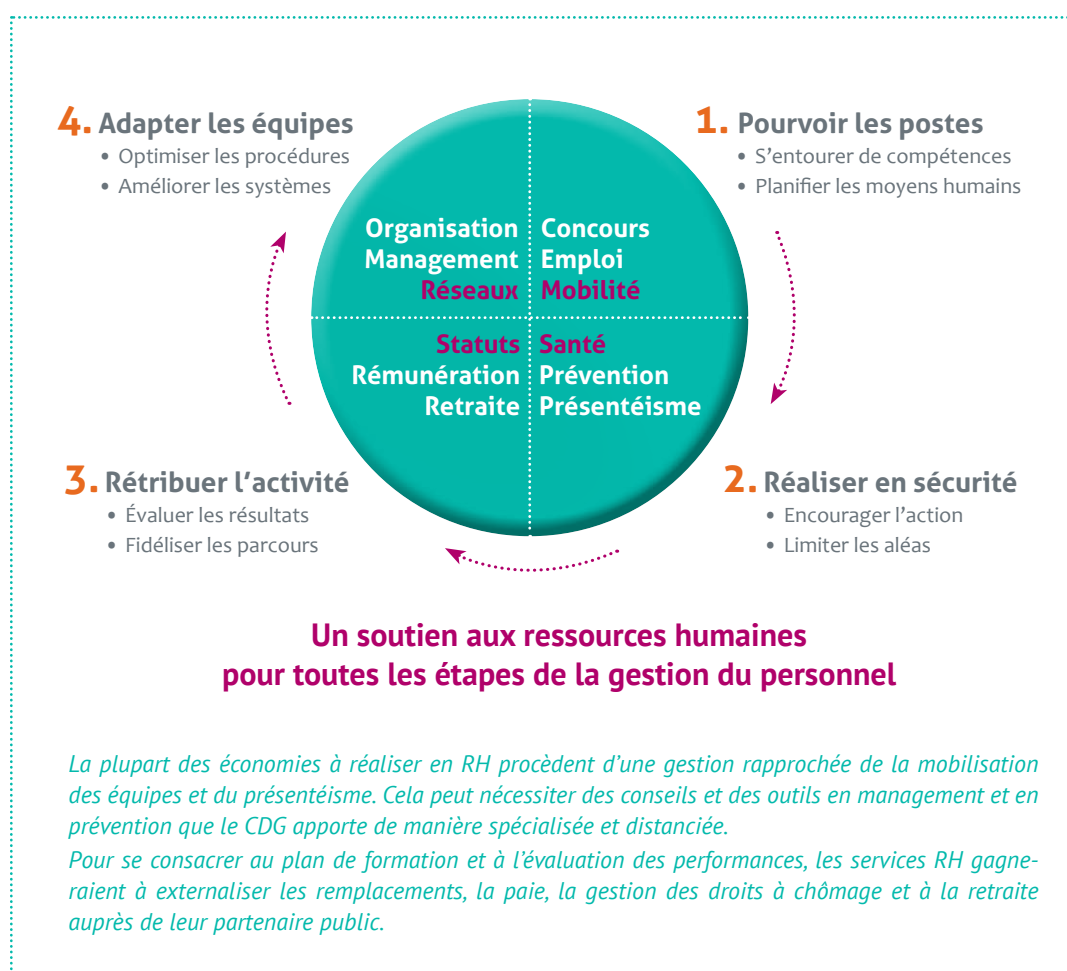 4. Adapter les équipes
• Optimiser les procédures
• Améliorer les systèmes
1. Pourvoir les postes
• S’entourer de compétences
• Planifier les moyens humains
Organisation
Management
Réseaux
Concours
Emploi
Mobilité
Statuts
Rémunération
Retraite
Santé
Prévention
Présentéisme
3. Rétribuer l’activité
• Évaluer les résultats
• Fidéliser les parcours
2. Réaliser en sécurité
• Encourager l’action
• Limiter les aléas
Un soutien aux ressources humaines
pour toutes les étapes de la gestion du personnel
La plupart des économies à réaliser en RH procèdent d’une gestion rapprochée de la mobilisation
des équipes et du présentéisme. Cela peut nécessiter des conseils et des outils en management et en
prévention que le CDG apporte de manière spécialisée et distanciée.
Pour se consacrer au plan de formation et à l’évaluation des performances, les services RH gagne-
raient à externaliser les remplacements, la paie, la gestion des droits à chômage et à la retraite
auprès de leur partenaire public.